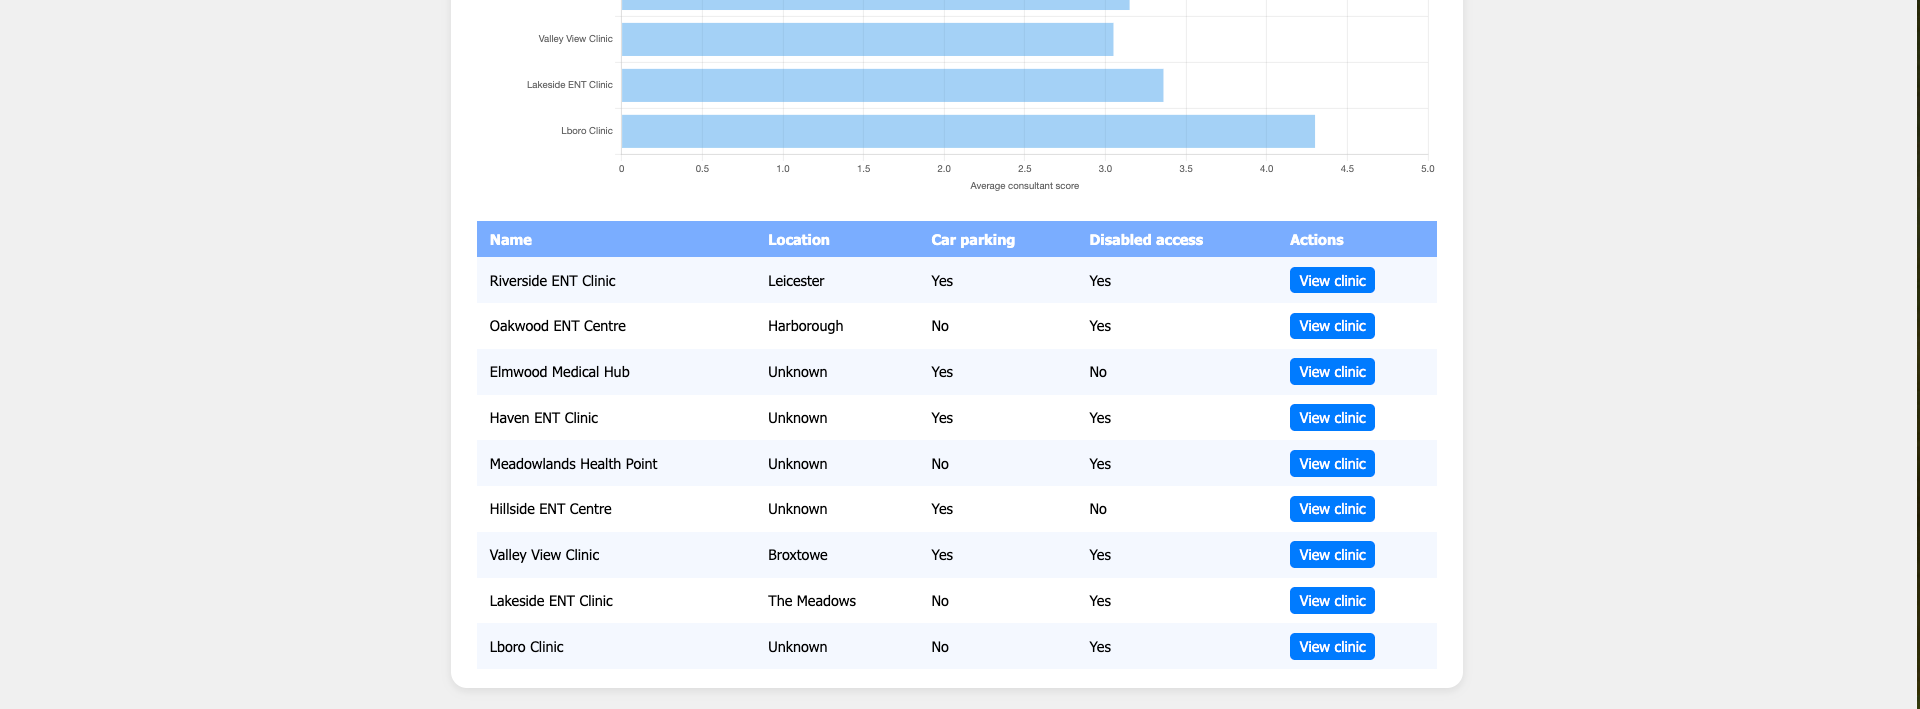 Valley View Clinic
Lakeside ENT Clinic
Lboro Clinic
0 0.5 1.0 1.5 2.0 2.5 3.0 3.5 4.0 4.5 5.0
Average consultant score
Name Location Car parking Disabled access Actions
Riverside ENT Clinic Leicester Yes Yes View clinic
Oakwood ENT Centre Harborough No Yes View clinic
Elmwood Medical Hub Unknown Yes No View clinic
Haven ENT Clinic Unknown Yes Yes View clinic
Meadowlands Health Point Unknown No Yes View clinic
Hillside ENT Centre Unknown Yes No View clinic
Valley View Clinic Broxtowe Yes Yes View clinic
Lakeside ENT Clinic The Meadows No Yes View clinic
Lboro Clinic Unknown No Yes View clinic